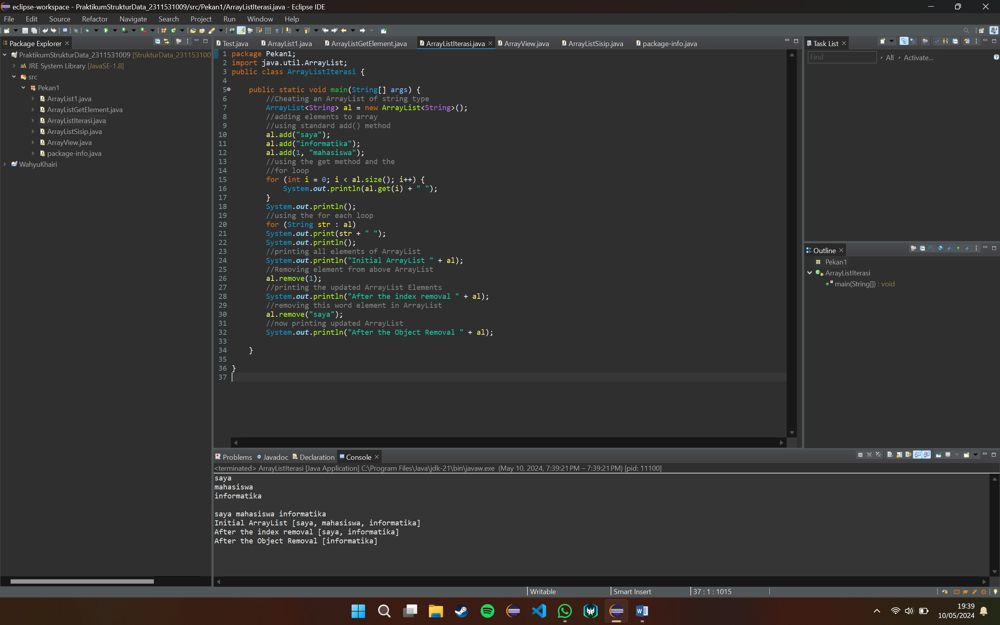 eclipse-workspace - PraktikumStrukturData_2311531009/src/Pekan1/ArrayListIterasi.java - Eclipse IDE
File Edit Source Refactor Navigate Search Project Run Window Help
Package Explorer
PraktikumStrukturData_2311531009 [StrukturData_23115310
JRE System Library [JavaSE-1.8]
src
Pekan1
ArrayList1.java
ArrayListGetElement.java
ArrayListIterasi.java
ArrayListSisip.java
ArrayView.java
package-info.java
WahyuKhairi
Test.java ArrayList1.java ArrayListGetElement.java ArrayListIterasi.java ArrayView.java ArrayListSisip.java package-info.java
1 package Pekan1;
2 import java.util.ArrayList;
3 public class ArrayListIterasi {
4
5 public static void main(String[] args) {
6 //Cheating an ArrayList of string type
7 ArrayList<String> al = new ArrayList<String>();
8 //adding elements to array
9 //using standard add() method
10 al.add("saya");
11 al.add("informatika");
12 al.add(1, "mahasiswa");
13 //using the get method and the
14 //for loop
15 for (int i = 0; i < al.size(); i++) {
16 System.out.println(al.get(i) + " ");
17 }
18 System.out.println();
19 //using the for each loop
20 for (String str : al)
21 System.out.print(str + " ");
22 System.out.println();
23 //printing all elements of ArrayList
24 System.out.println("Initial ArrayList " + al);
25 //Removing element from above ArrayList
26 al.remove(1);
27 //printing the updated ArrayList Elements
28 System.out.println("After the index removal " + al);
29 //removing this word element in ArrayList
30 al.remove("saya");
31 //now printing updated ArrayList
32 System.out.println("After the Object Removal " + al);
33
34 }
35
36 }
37
Task List
Find All Activate...
Outline
Pekan1
ArrayListIterasi
main(String[]) : void
Problems Javadoc Declaration Console
<terminated> ArrayListIterasi [Java Application] C:\Program Files\Java\jdk-21\bin\javaw.exe (May 10, 2024, 7:39:21 PM – 7:39:21 PM) [pid: 11100]
saya
mahasiswa
informatika
saya mahasiswa informatika
Initial ArrayList [saya, mahasiswa, informatika]
After the index removal [saya, informatika]
After the Object Removal [informatika]
Writable Smart Insert 37 : 1 : 1015
19:39
10/05/2024